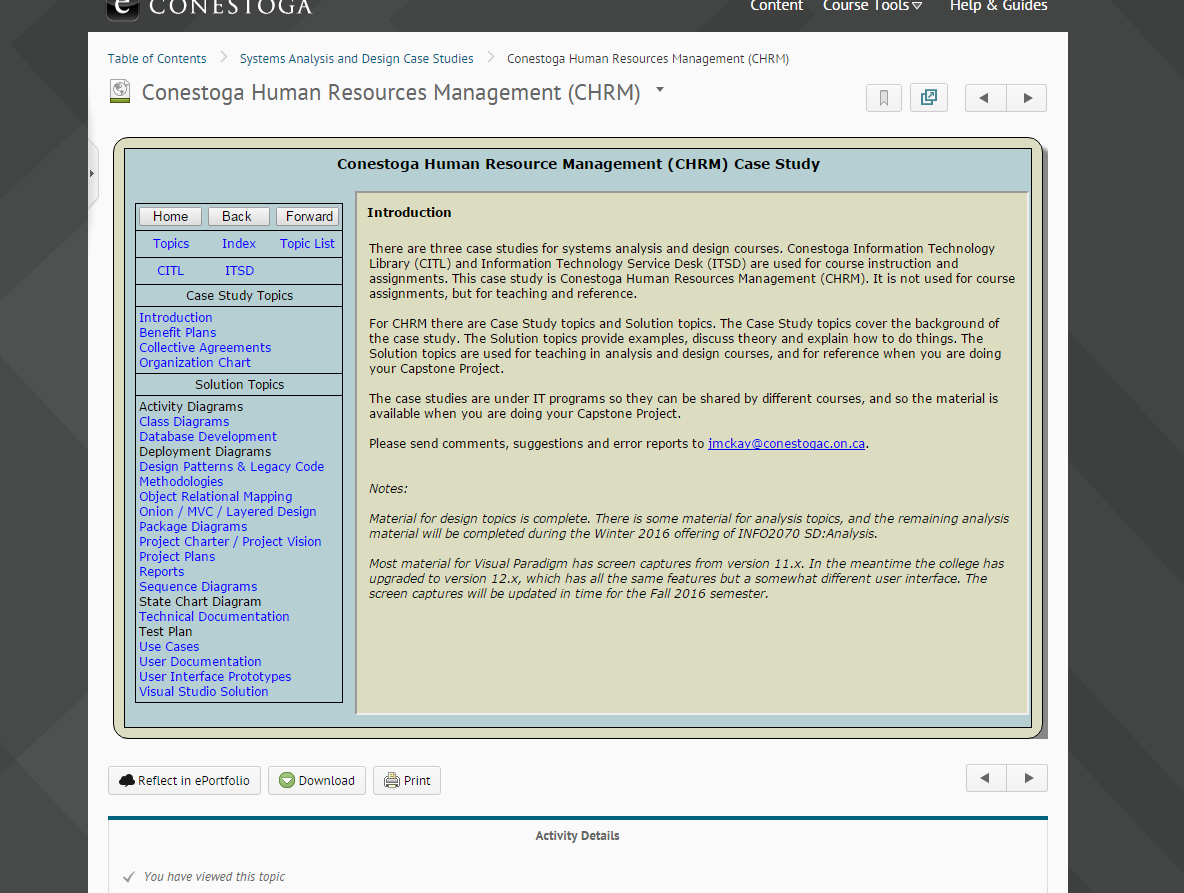 e CONESTOGA
Content Course Tools Help & Guides
Table of Contents Systems Analysis and Design Case Studies Conestoga Human Resources Management (CHRM)
Conestoga Human Resources Management (CHRM)
Conestoga Human Resource Management (CHRM) Case Study
Home Back Forward
Topics Index Topic List
CITL ITSD
Case Study Topics
Introduction
Benefit Plans
Collective Agreements
Organization Chart
Solution Topics
Activity Diagrams
Class Diagrams
Database Development
Deployment Diagrams
Design Patterns & Legacy Code
Methodologies
Object Relational Mapping
Onion / MVC / Layered Design
Package Diagrams
Project Charter / Project Vision
Project Plans
Reports
Sequence Diagrams
State Chart Diagram
Technical Documentation
Test Plan
Use Cases
User Documentation
User Interface Prototypes
Visual Studio Solution
Introduction
There are three case studies for systems analysis and design courses. Conestoga Information Technology
Library (CITL) and Information Technology Service Desk (ITSD) are used for course instruction and
assignments. This case study is Conestoga Human Resources Management (CHRM). It is not used for course
assignments, but for teaching and reference.
For CHRM there are Case Study topics and Solution topics. The Case Study topics cover the background of
the case study. The Solution topics provide examples, discuss theory and explain how to do things. The
Solution topics are used for teaching in analysis and design courses, and for reference when you are doing
your Capstone Project.
The case studies are under IT programs so they can be shared by different courses, and so the material is
available when you are doing your Capstone Project.
Please send comments, suggestions and error reports to jmckay@conestogac.on.ca.
Notes:
Material for design topics is complete. There is some material for analysis topics, and the remaining analysis
material will be completed during the Winter 2016 offering of INFO2070 SD:Analysis.
Most material for Visual Paradigm has screen captures from version 11.x. In the meantime the college has
upgraded to version 12.x, which has all the same features but a somewhat different user interface. The
screen captures will be updated in time for the Fall 2016 semester.
Reflect in ePortfolio Download Print
Activity Details
You have viewed this topic